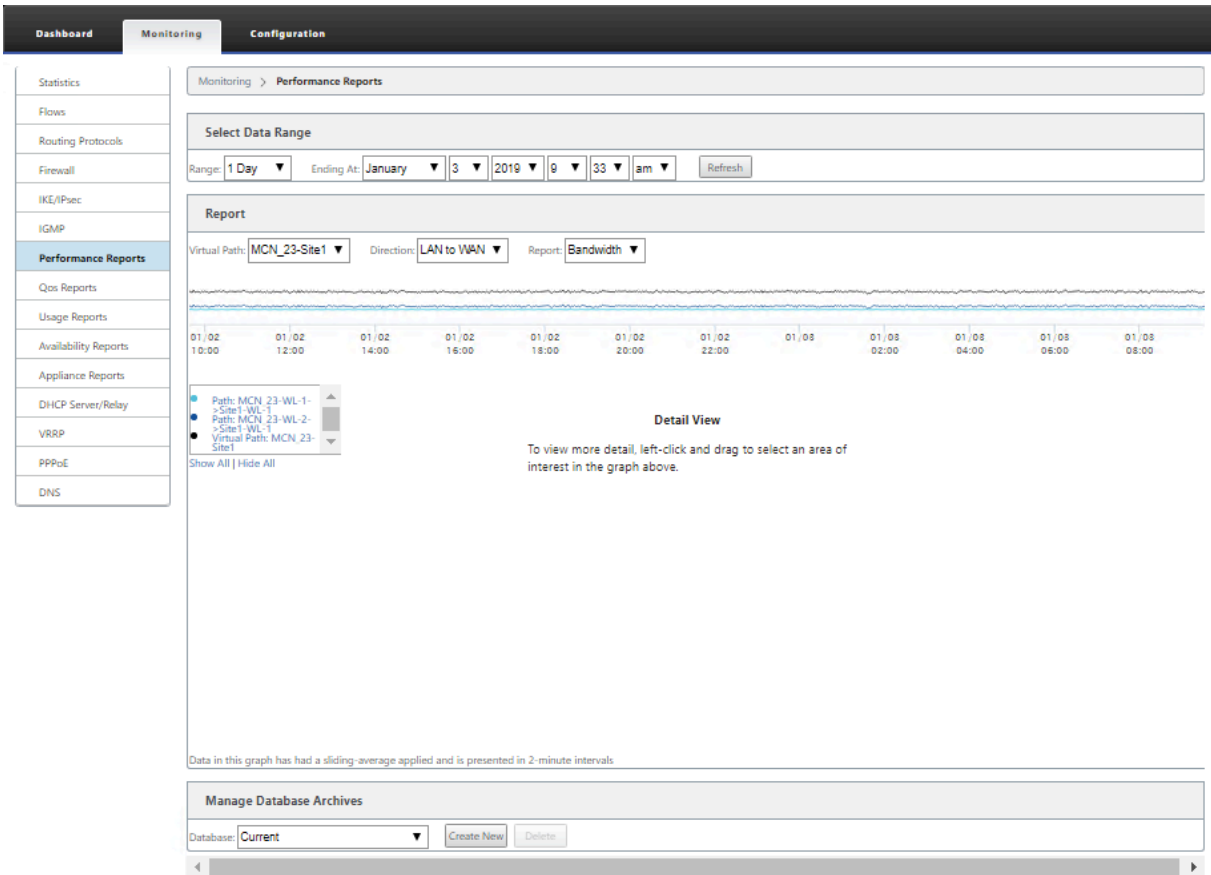 Dashboard Monitoring Configuration
Statistics
Flows
Routing Protocols
Firewall
IKE/IPsec
IGMP
Performance Reports
Qos Reports
Usage Reports
Availability Reports
Appliance Reports
DHCP Server/Relay
VRRP
PPPoE
DNS
Monitoring > Performance Reports
Select Data Range
Range: 1 Day ▼ Ending At: January ▼ 3 ▼ 2019 ▼ 9 ▼ 33 ▼ am ▼ Refresh
Report
Virtual Path: MCN_23-Site1 ▼ Direction: LAN to WAN ▼ Report: Bandwidth ▼
01/02 01/02 01/02 01/02 01/02 01/02 01/02 01/03 01/03 01/03 01/03 01/03
10:00 12:00 14:00 16:00 18:00 20:00 22:00 02:00 04:00 06:00 08:00
Path: MCN_23-WL-1-
>Site1-WL-1
Path: MCN_23-WL-2-
>Site1-WL-1
Virtual Path: MCN_23-
Site1
Show All | Hide All
Detail View
To view more detail, left-click and drag to select an area of
interest in the graph above.
Data in this graph has had a sliding-average applied and is presented in 2-minute intervals
Manage Database Archives
Database: Current ▼ Create New Delete